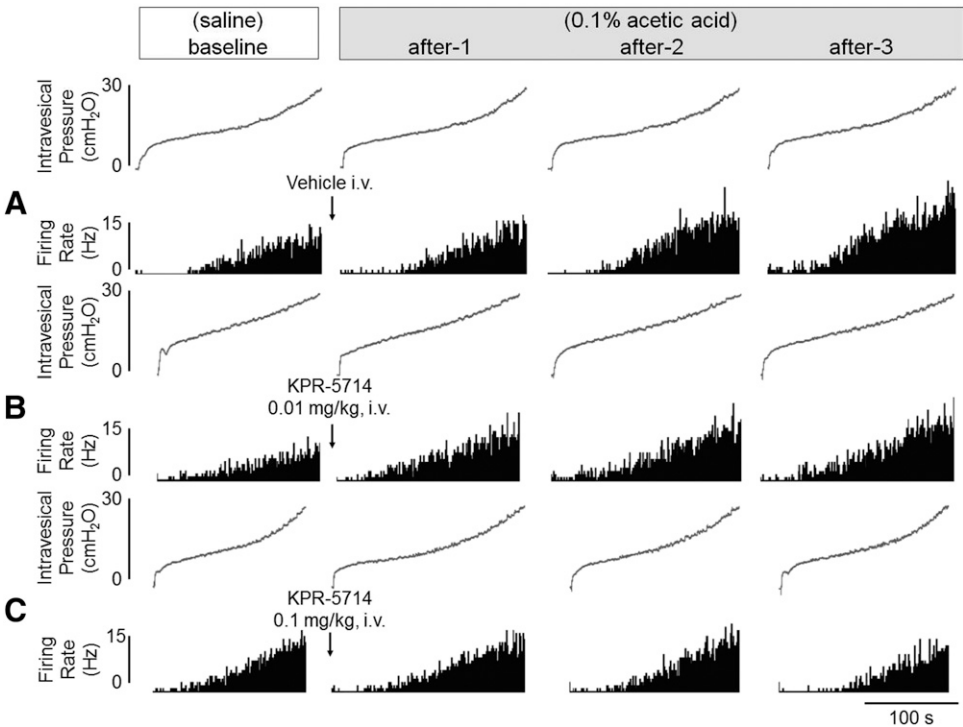 (saline)
baseline
(0.1% acetic acid)
after-1 after-2 after-3
Intravesical
Pressure
(cmH₂O)
30
0
Vehicle i.v.
A
Firing
Rate
(Hz)
15
0
Intravesical
Pressure
(cmH₂O)
30
0
KPR-5714
0.01 mg/kg, i.v.
B
Firing
Rate
(Hz)
15
0
Intravesical
Pressure
(cmH₂O)
30
0
KPR-5714
0.1 mg/kg, i.v.
C
Firing
Rate
(Hz)
15
0
100 s